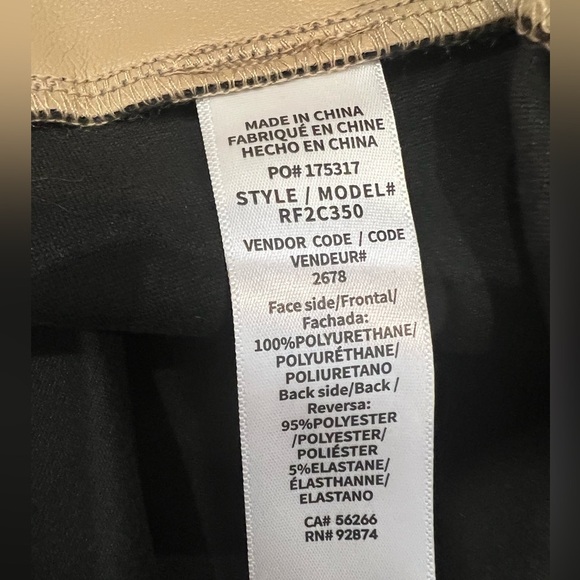 MADE IN CHINA
FABRIQUÉ EN CHINE
HECHO EN CHINA
PO# 175317
STYLE / MODEL#
RF2C350
VENDOR CODE / CODE
VENDEUR#
2678
Face side/Frontal/
Fachada:
100%POLYURETHANE/
POLYURÉTHANE/
POLIURETANO
Back side/Back /
Reversa:
95%POLYESTER
/POLYESTER/
POLIÉSTER
5%ELASTANE/
ÉLASTHANNE/
ELASTANO
CA# 56266
RN# 92874